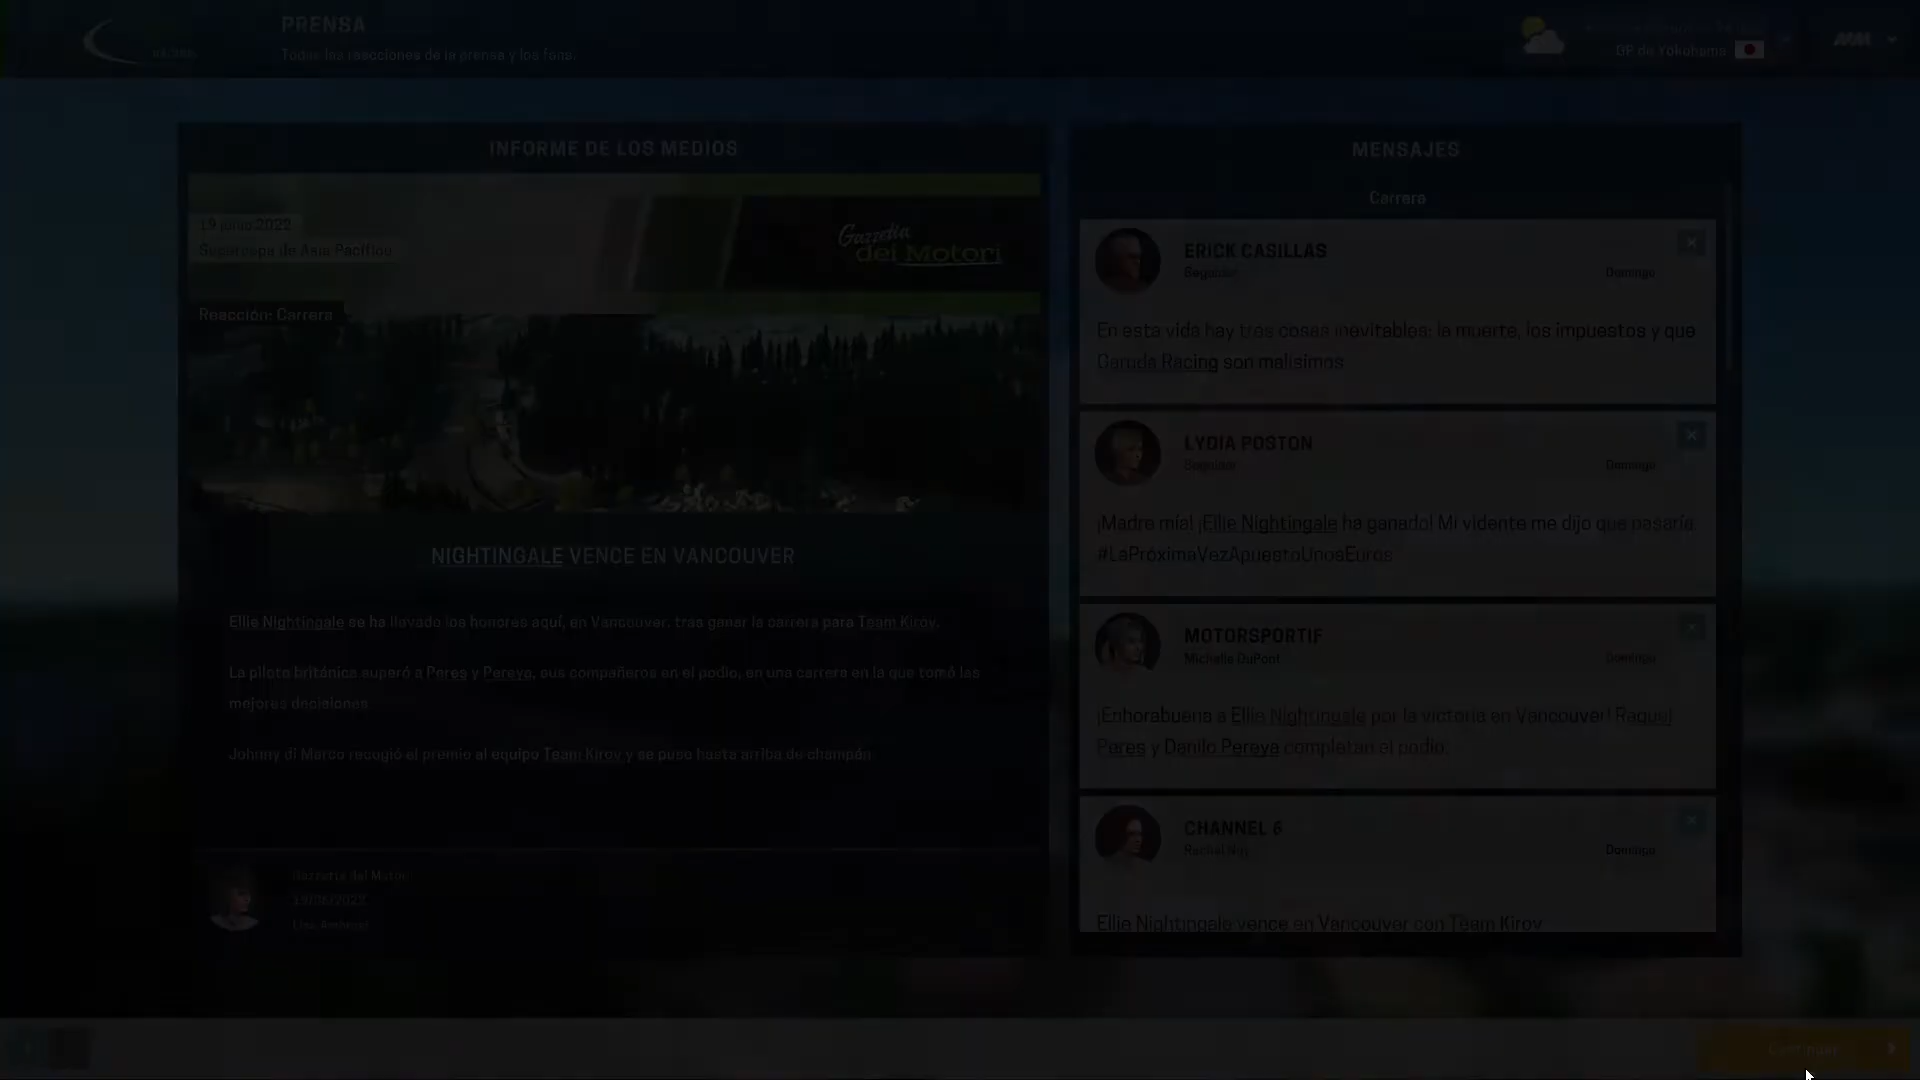 PRENSA
Todas las reacciones de la prensa y los fans.
RACING
GP de Yokohama
INFORME DE LOS MEDIOS
19 junio 2022
Supercopa de Asia Pacífico
Gazzetta
dei Motori
Reacción: Carrera
NIGHTINGALE VENCE EN VANCOUVER
Ellie Nightingale se ha llevado los honores aquí, en Vancouver, tras ganar la carrera para Team Kirov.
La piloto británica superó a Peres y Pereya, sus compañeros en el podio, en una carrera en la que tomó las
mejores decisiones.
Johnny di Marco recogió el premio al equipo Team Kirov y se puso hasta arriba de champán.
19/06/2022
MENSAJES
Carrera
ERICK CASILLAS
Seguidor
Domingo
En esta vida hay tres cosas inevitables: la muerte, los impuestos y que
Garuda Racing son malísimos
LYDIA POSTON
Seguidor
Domingo
¡Madre mía! ¡Ellie Nightingale ha ganado! Mi vidente me dijo que pasaría.
#LaPróximaVezApuestoUnosEuros
MOTORSPORTIF
Michelle DuPont
Domingo
¡Enhorabuena a Ellie Nightingale por la victoria en Vancouver! Raquel
Peres y Danilo Pereya completan el podio.
CHANNEL 6
Domingo
Ellie Nightingale vence en Vancouver con Team Kirov
Continuar